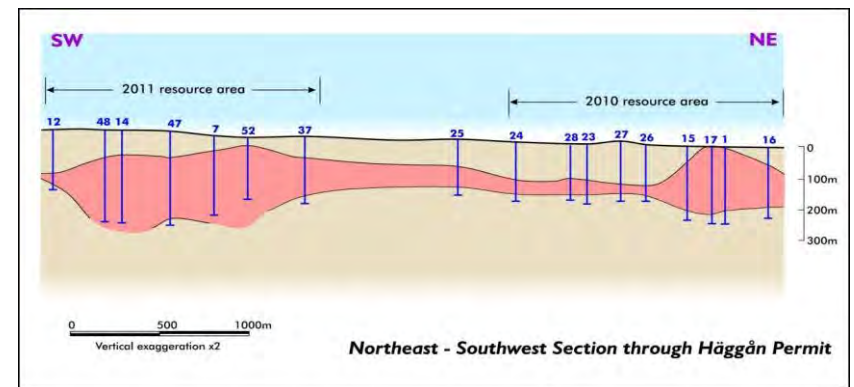 SW NE
2011 resource area 2010 resource area
12 48 14 47 7 52 37 25 24 28 23 27 26 15 17 1 16
0
100m
200m
300m
0 500 1000m
Vertical exaggeration x2
Northeast - Southwest Section through Häggån Permit